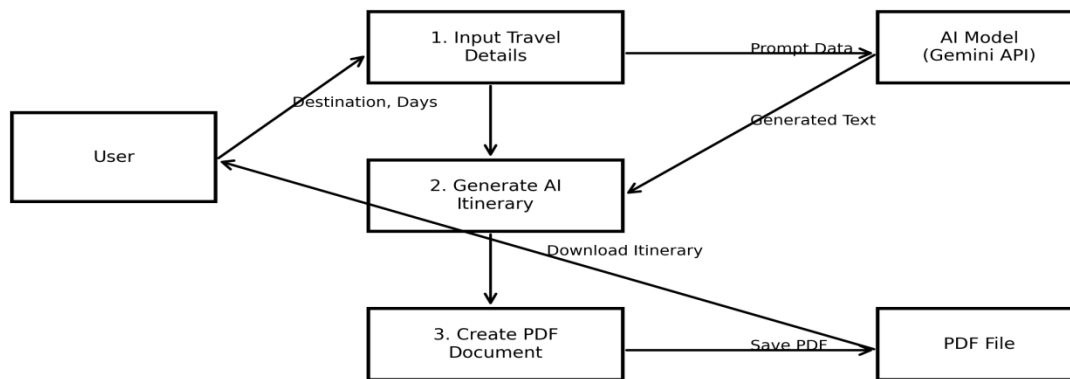 1. Input Travel
Details
AI Model
(Gemini API)
Prompt Data
Destination, Days
Generated Text
User
2. Generate AI
Itinerary
Download Itinerary
3. Create PDF
Document
Save PDF
PDF File